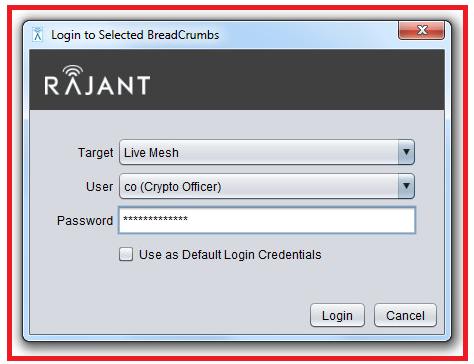 Login to Selected BreadCrumbs
RAJANT
Target Live Mesh
User co (Crypto Officer)
Password *************
Use as Default Login Credentials
Login Cancel